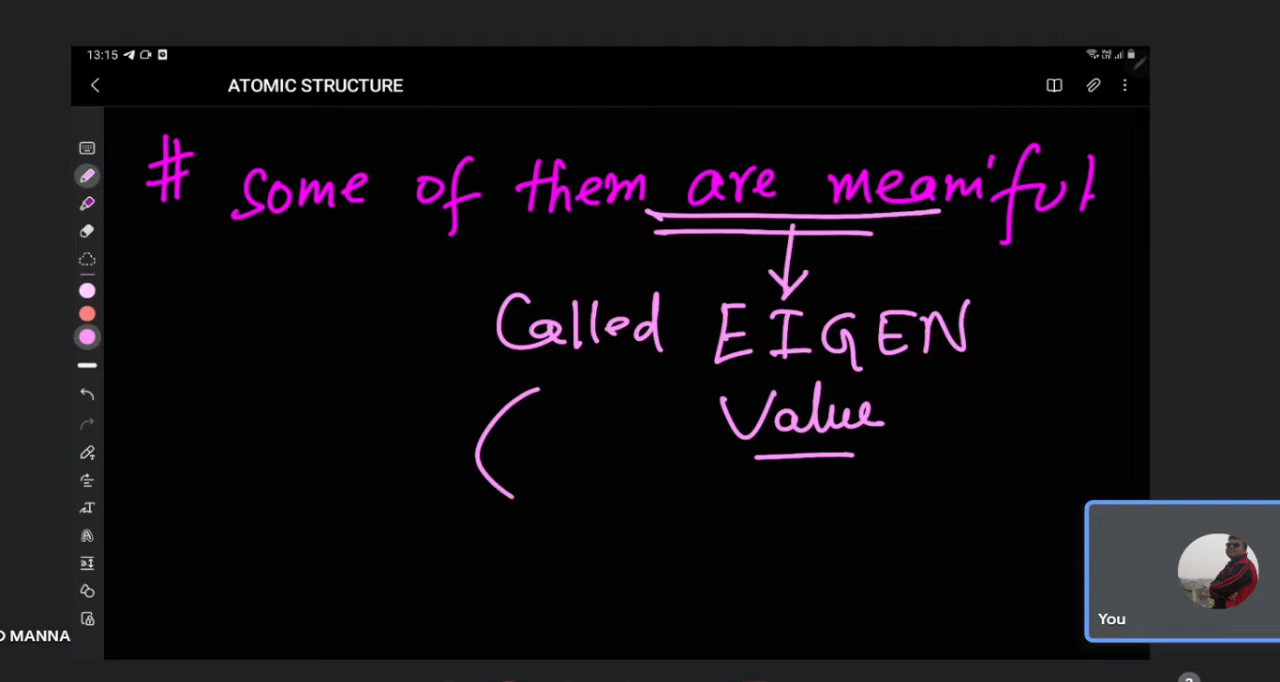 13:15
ATOMIC STRUCTURE
# some of them are meaniful
Called EIGEN
Value
(
You
O MANNA